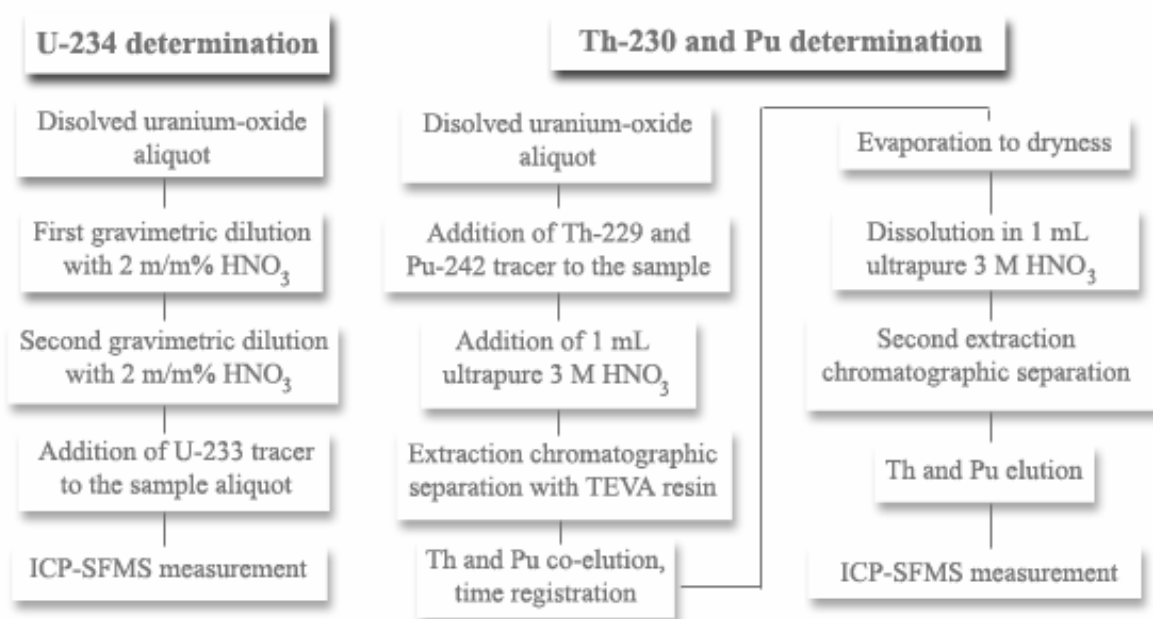 U-234 determination
Disolved uranium-oxide
aliquot
First gravimetric dilution
with 2 m/m% HNO₃
Second gravimetric dilution
with 2 m/m% HNO₃
Addition of U-233 tracer
to the sample aliquot
ICP-SFMS measurement
Th-230 and Pu determination
Disolved uranium-oxide
aliquot
Addition of Th-229 and
Pu-242 tracer to the sample
Addition of 1 mL
ultrapure 3 M HNO₃
Extraction chromatographic
separation with TEVA resin
Th and Pu co-elution,
time registration
Evaporation to dryness
Dissolution in 1 mL
ultrapure 3 M HNO₃
Second extraction
chromatographic separation
Th and Pu elution
ICP-SFMS measurement